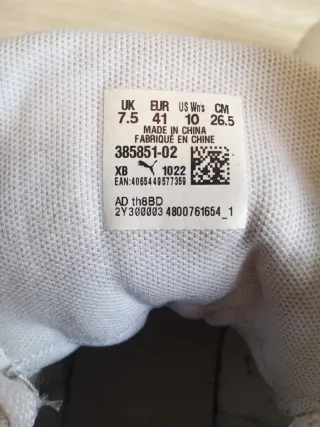 UK EUR US Wn's CM
7.5 41 10 26.5
MADE IN CHINA
FABRIQUÉ EN CHINE
385851-02
XB 1022
EAN:4065449577359
AD th8BD
2Y300003 4800761654_1